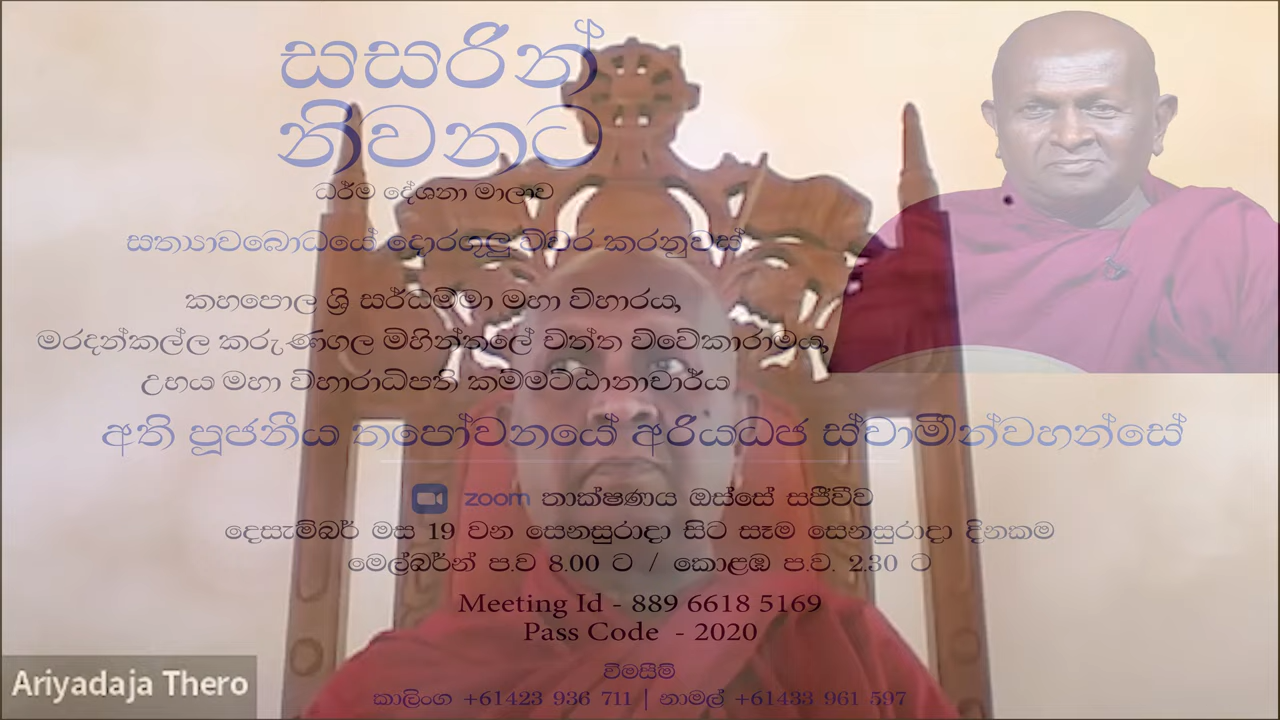 සසරින්
නිවනට
ධර්ම දේශනා මාලාව
සත්‍යාවබොධයේ දොරගුලු විවර කරනුවස්
කහපොල ශ්‍රී සර්ධම්මා මහා විහාරය,
මරදන්කල්ල කරුණගල මිහින්තලේ වත්ත විවේකාරාමය,
උභය මහා විහාරාධිපති කම්මට්ඨානාචාර්ය
අති පූජනීය තපෝවනයේ අරියධජ ස්වාමීන්වහන්සේ
zoom තාක්ෂණය ඔස්සේ සජීවීව
දෙසැම්බර් මස 19 වන සෙනසුරාදා සිට සෑම සෙනසුරාදා දිනකම
මෙල්බර්න් ප.ව 8.00 ට / කොළඹ ප.ව. 2.30 ට
Meeting Id - 889 6618 5169
Pass Code - 2020
විමසීම්
කාලිංග +61423 936 711 | නාමල් +61433 961 597
Ariyadaja Thero